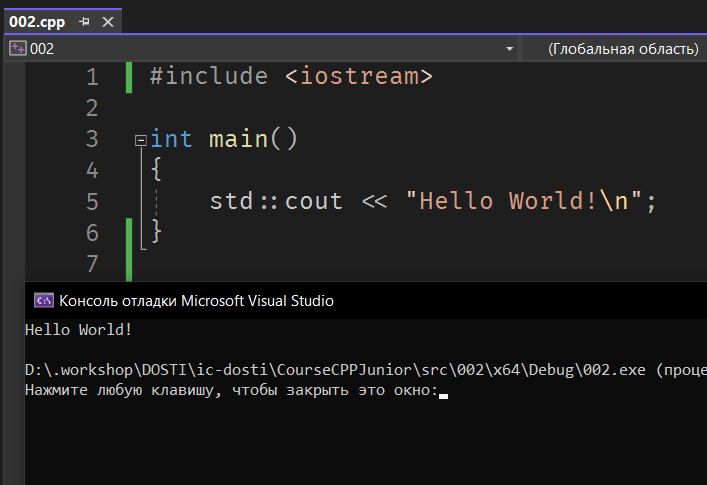 002.cpp
002 (Глобальная область)
1 #include <iostream>
2
3 int main()
4 {
5 std::cout << "Hello World!\n";
6 }
7
C:\ Консоль отладки Microsoft Visual Studio
Hello World!
D:\.workshop\DOSTI\ic-dosti\CourseCPPJunior\src\002\x64\Debug\002.exe (проце
Нажмите любую клавишу, чтобы закрыть это окно: